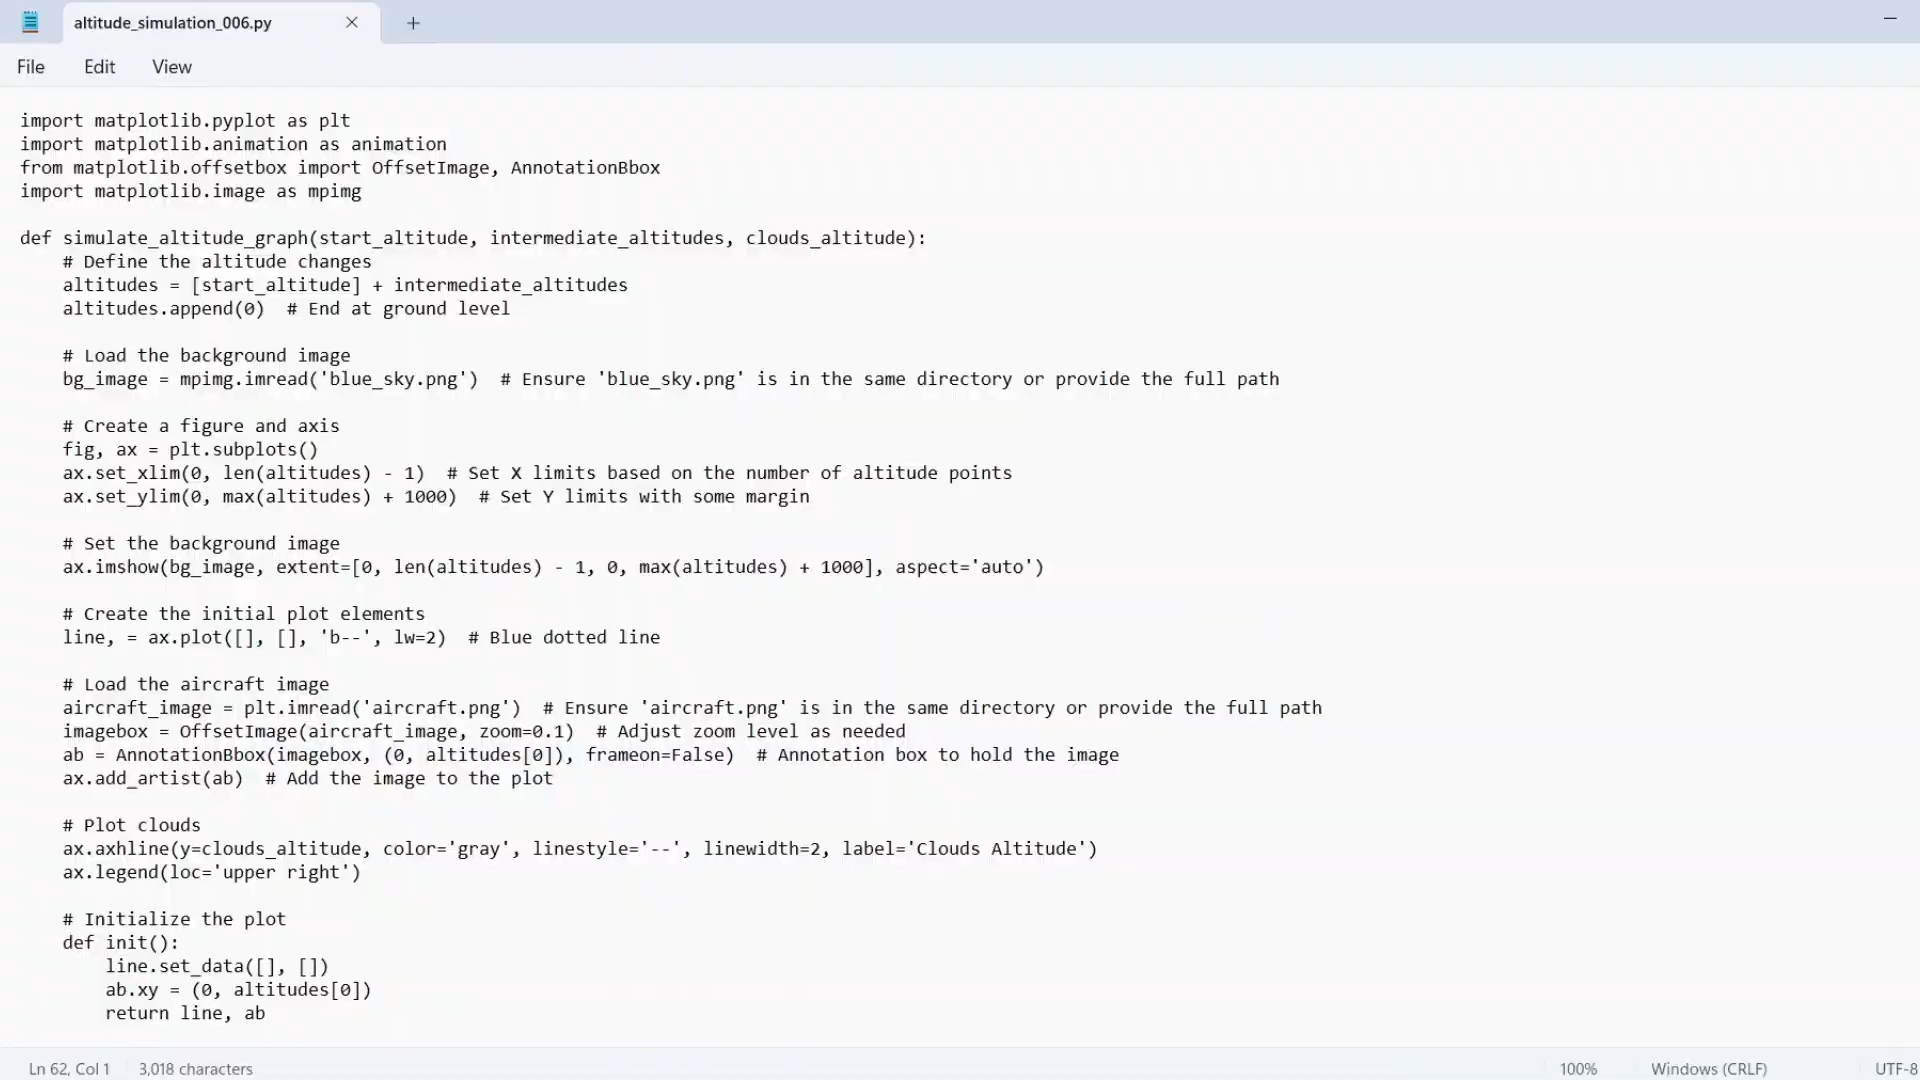 altitude_simulation_006.py
File Edit View
import matplotlib.pyplot as plt
import matplotlib.animation as animation
from matplotlib.offsetbox import OffsetImage, AnnotationBbox
import matplotlib.image as mpimg
def simulate_altitude_graph(start_altitude, intermediate_altitudes, clouds_altitude):
    # Define the altitude changes
    altitudes = [start_altitude] + intermediate_altitudes
    altitudes.append(0)  # End at ground level
    # Load the background image
    bg_image = mpimg.imread('blue_sky.png')  # Ensure 'blue_sky.png' is in the same directory or provide the full path
    # Create a figure and axis
    fig, ax = plt.subplots()
    ax.set_xlim(0, len(altitudes) - 1)  # Set X limits based on the number of altitude points
    ax.set_ylim(0, max(altitudes) + 1000)  # Set Y limits with some margin
    # Set the background image
    ax.imshow(bg_image, extent=[0, len(altitudes) - 1, 0, max(altitudes) + 1000], aspect='auto')
    # Create the initial plot elements
    line, = ax.plot([], [], 'b--', lw=2)  # Blue dotted line
    # Load the aircraft image
    aircraft_image = plt.imread('aircraft.png')  # Ensure 'aircraft.png' is in the same directory or provide the full path
    imagebox = OffsetImage(aircraft_image, zoom=0.1)  # Adjust zoom level as needed
    ab = AnnotationBbox(imagebox, (0, altitudes[0]), frameon=False)  # Annotation box to hold the image
    ax.add_artist(ab)  # Add the image to the plot
    # Plot clouds
    ax.axhline(y=clouds_altitude, color='gray', linestyle='--', linewidth=2, label='Clouds Altitude')
    ax.legend(loc='upper right')
    # Initialize the plot
    def init():
        line.set_data([], [])
        ab.xy = (0, altitudes[0])
        return line, ab
Ln 62, Col 1 3,018 characters 100% Windows (CRLF) UTF-8